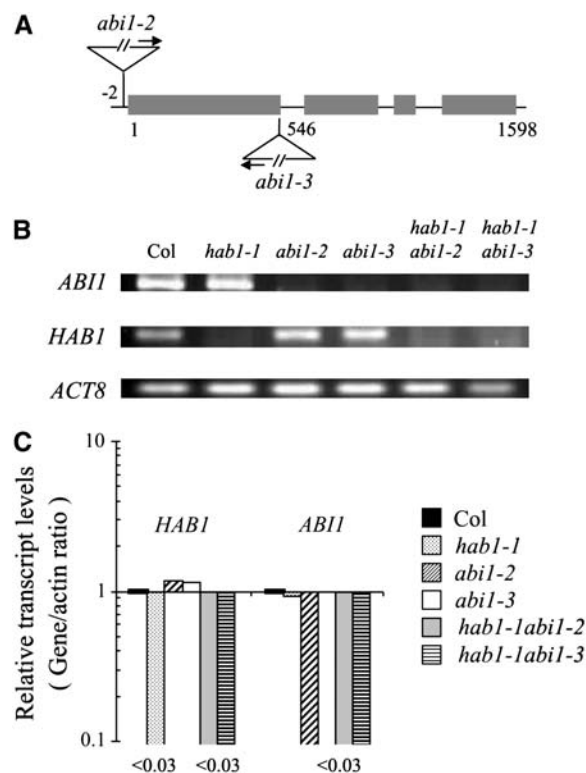 A
abi1-2
-2
1
546
1598
abi1-3
B
Col
hab1-1
abi1-2
abi1-3
hab1-1
abi1-2
hab1-1
abi1-3
ABI1
HAB1
ACT8
C
Relative transcript levels
( Gene/actin ratio )
10
1
0.1
HAB1
ABI1
<0.03
<0.03
<0.03
Col
hab1-1
abi1-2
abi1-3
hab1-1abi1-2
hab1-1abi1-3